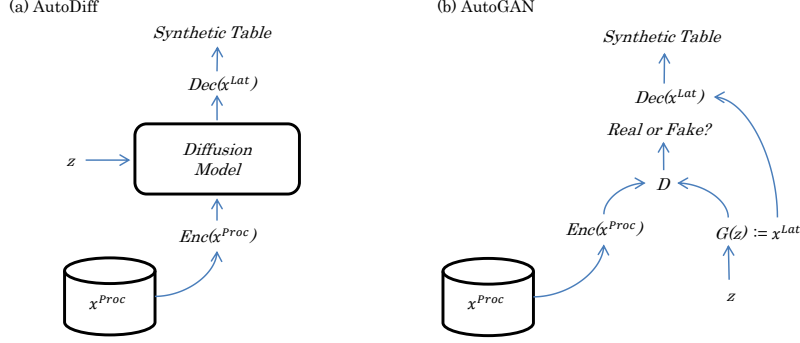 (a) AutoDiff
Synthetic Table
Dec(x^Lat)
Diffusion
Model
z
Enc(x^Proc)
x^Proc
(b) AutoGAN
Synthetic Table
Dec(x^Lat)
Real or Fake?
D
Enc(x^Proc)
G(z) := x^Lat
x^Proc
z